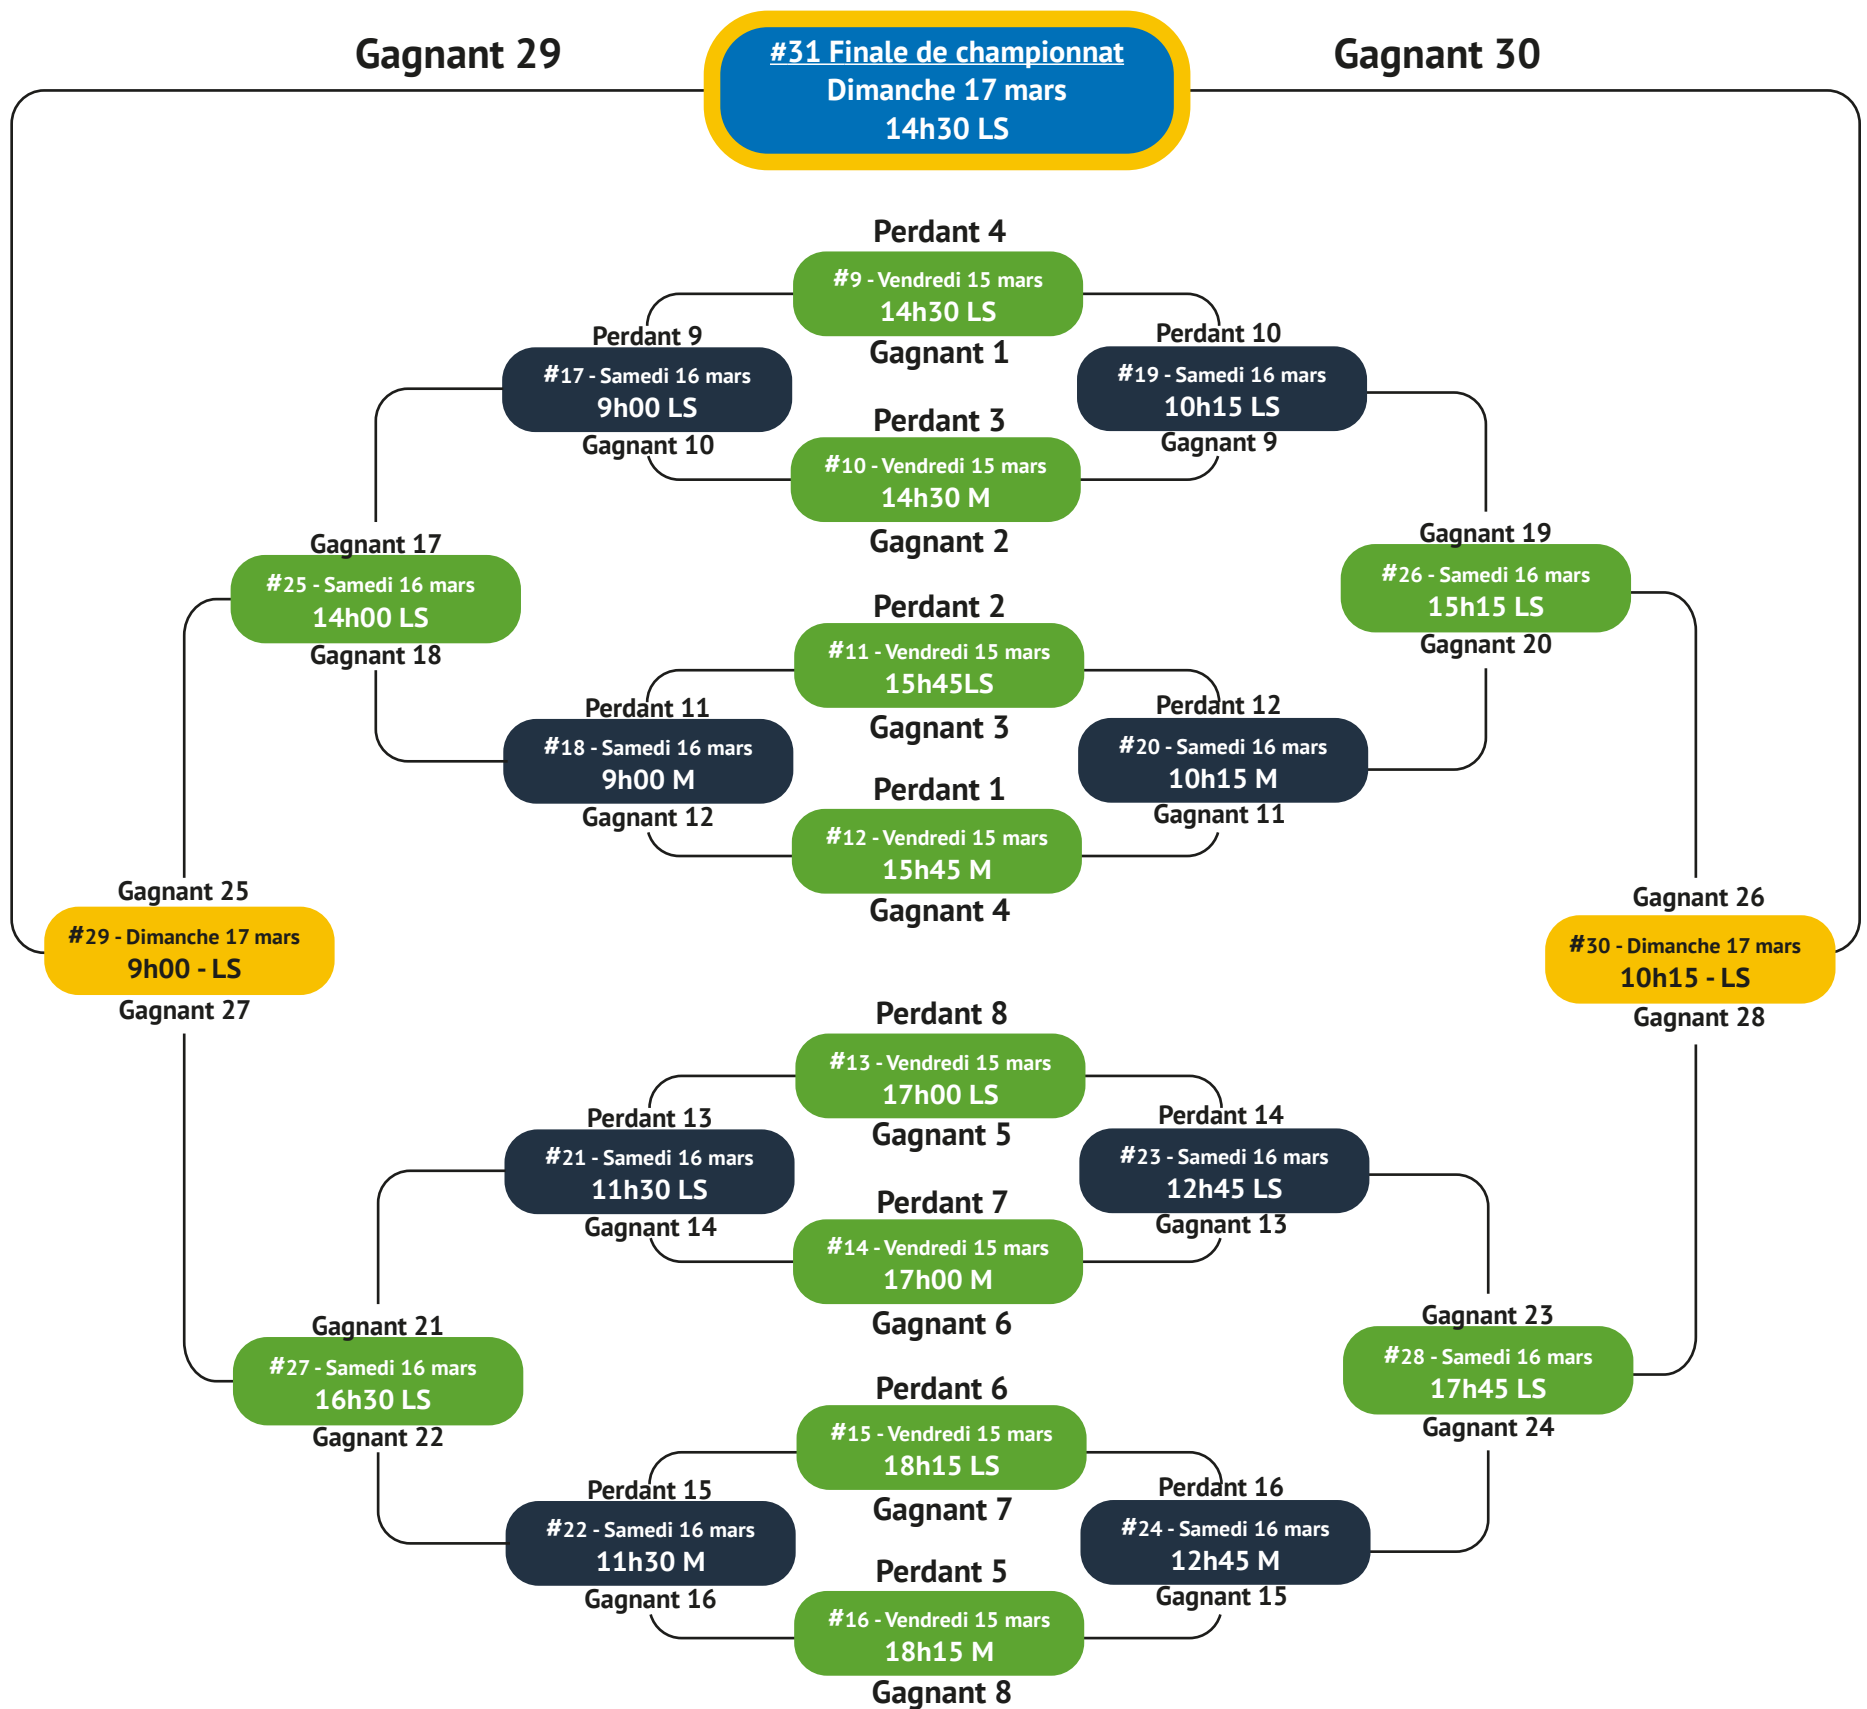 Gagnant 29
#31 Finale de championnat
Dimanche 17 mars
14h30 LS
Gagnant 30
Perdant 4
#9 - Vendredi 15 mars
14h30 LS
Gagnant 1
Perdant 9
#17 - Samedi 16 mars
9h00 LS
Gagnant 10
Perdant 10
#19 - Samedi 16 mars
10h15 LS
Gagnant 9
Perdant 3
#10 - Vendredi 15 mars
14h30 M
Gagnant 2
Gagnant 17
#25 - Samedi 16 mars
14h00 LS
Gagnant 18
Gagnant 19
#26 - Samedi 16 mars
15h15 LS
Gagnant 20
Perdant 2
#11 - Vendredi 15 mars
15h45LS
Gagnant 3
Perdant 11
#18 - Samedi 16 mars
9h00 M
Gagnant 12
Perdant 12
#20 - Samedi 16 mars
10h15 M
Gagnant 11
Perdant 1
#12 - Vendredi 15 mars
15h45 M
Gagnant 4
Gagnant 25
#29 - Dimanche 17 mars
9h00 - LS
Gagnant 27
Gagnant 26
#30 - Dimanche 17 mars
10h15 - LS
Gagnant 28
Perdant 8
#13 - Vendredi 15 mars
17h00 LS
Gagnant 5
Perdant 13
#21 - Samedi 16 mars
11h30 LS
Gagnant 14
Perdant 14
#23 - Samedi 16 mars
12h45 LS
Gagnant 13
Perdant 7
#14 - Vendredi 15 mars
17h00 M
Gagnant 6
Gagnant 21
#27 - Samedi 16 mars
16h30 LS
Gagnant 22
Gagnant 23
#28 - Samedi 16 mars
17h45 LS
Gagnant 24
Perdant 6
#15 - Vendredi 15 mars
18h15 LS
Gagnant 7
Perdant 15
#22 - Samedi 16 mars
11h30 M
Gagnant 16
Perdant 16
#24 - Samedi 16 mars
12h45 M
Gagnant 15
Perdant 5
#16 - Vendredi 15 mars
18h15 M
Gagnant 8